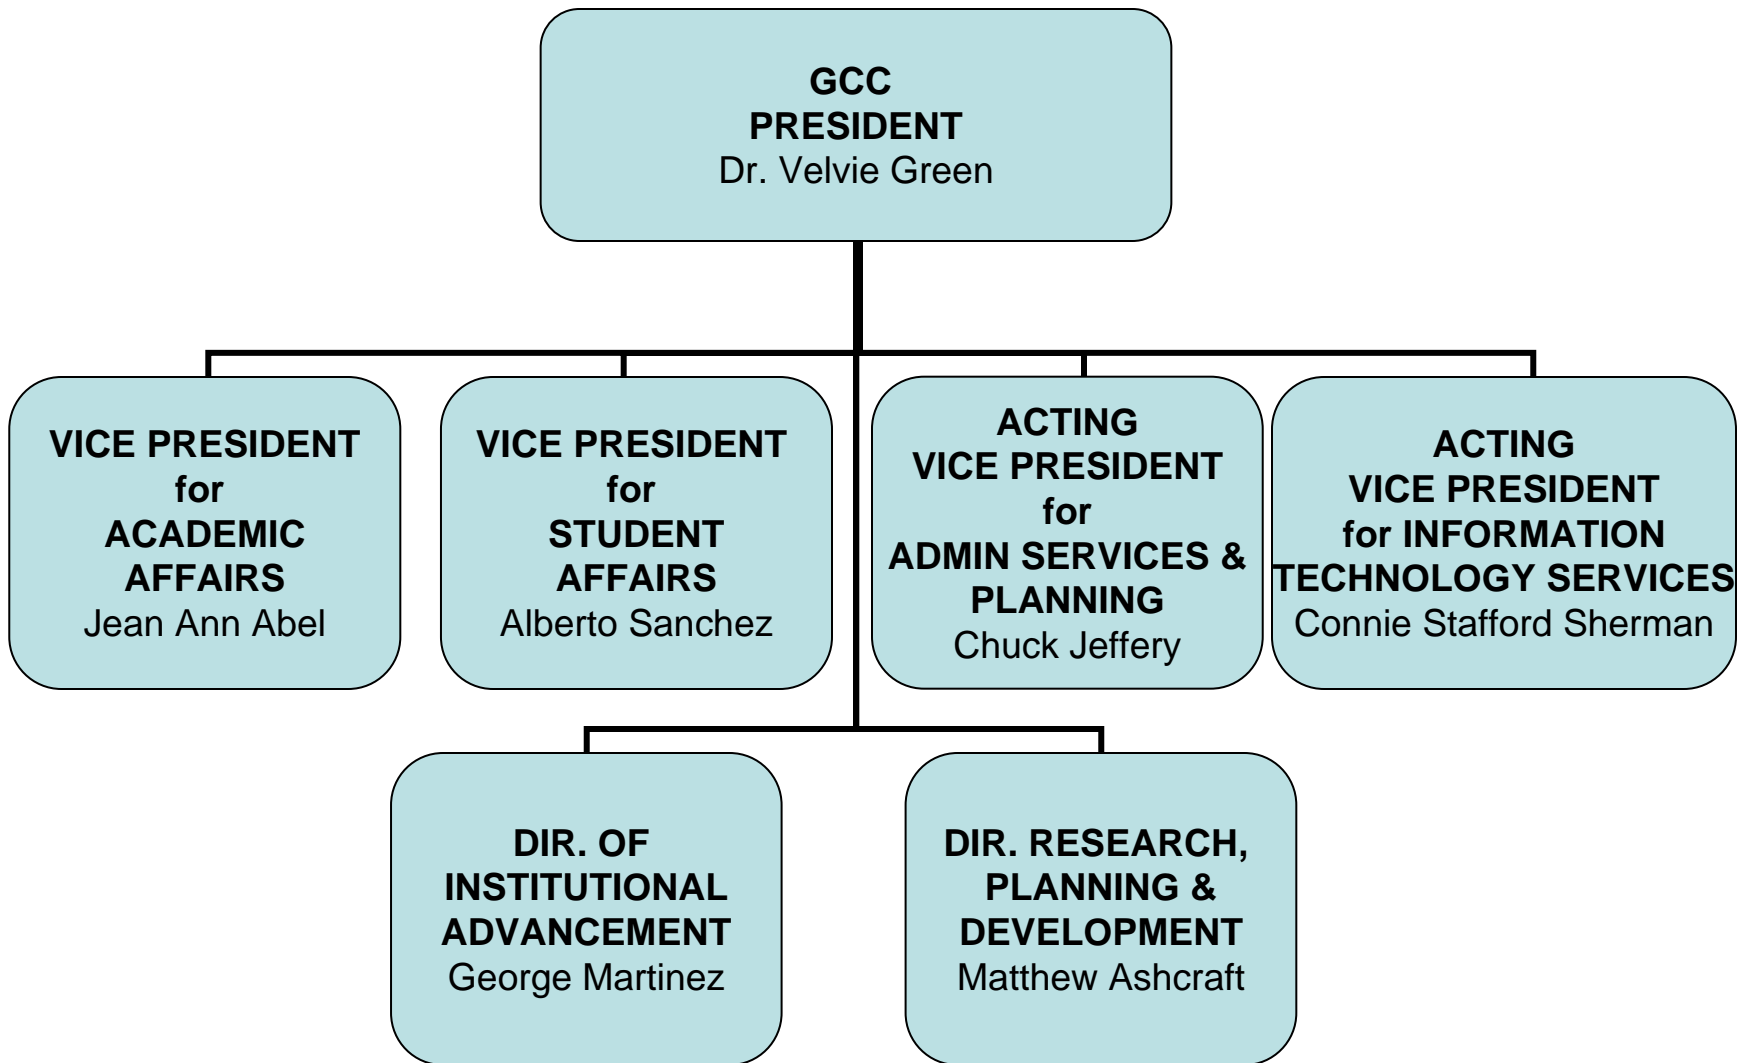 GCC
PRESIDENT
Dr. Velvie Green
VICE PRESIDENT
for
ACADEMIC
AFFAIRS
Jean Ann Abel
VICE PRESIDENT
for
STUDENT
AFFAIRS
Alberto Sanchez
ACTING
VICE PRESIDENT
for
ADMIN SERVICES &
PLANNING
Chuck Jeffery
ACTING
VICE PRESIDENT
for INFORMATION
TECHNOLOGY SERVICES
Connie Stafford Sherman
DIR. OF
INSTITUTIONAL
ADVANCEMENT
George Martinez
DIR. RESEARCH,
PLANNING &
DEVELOPMENT
Matthew Ashcraft